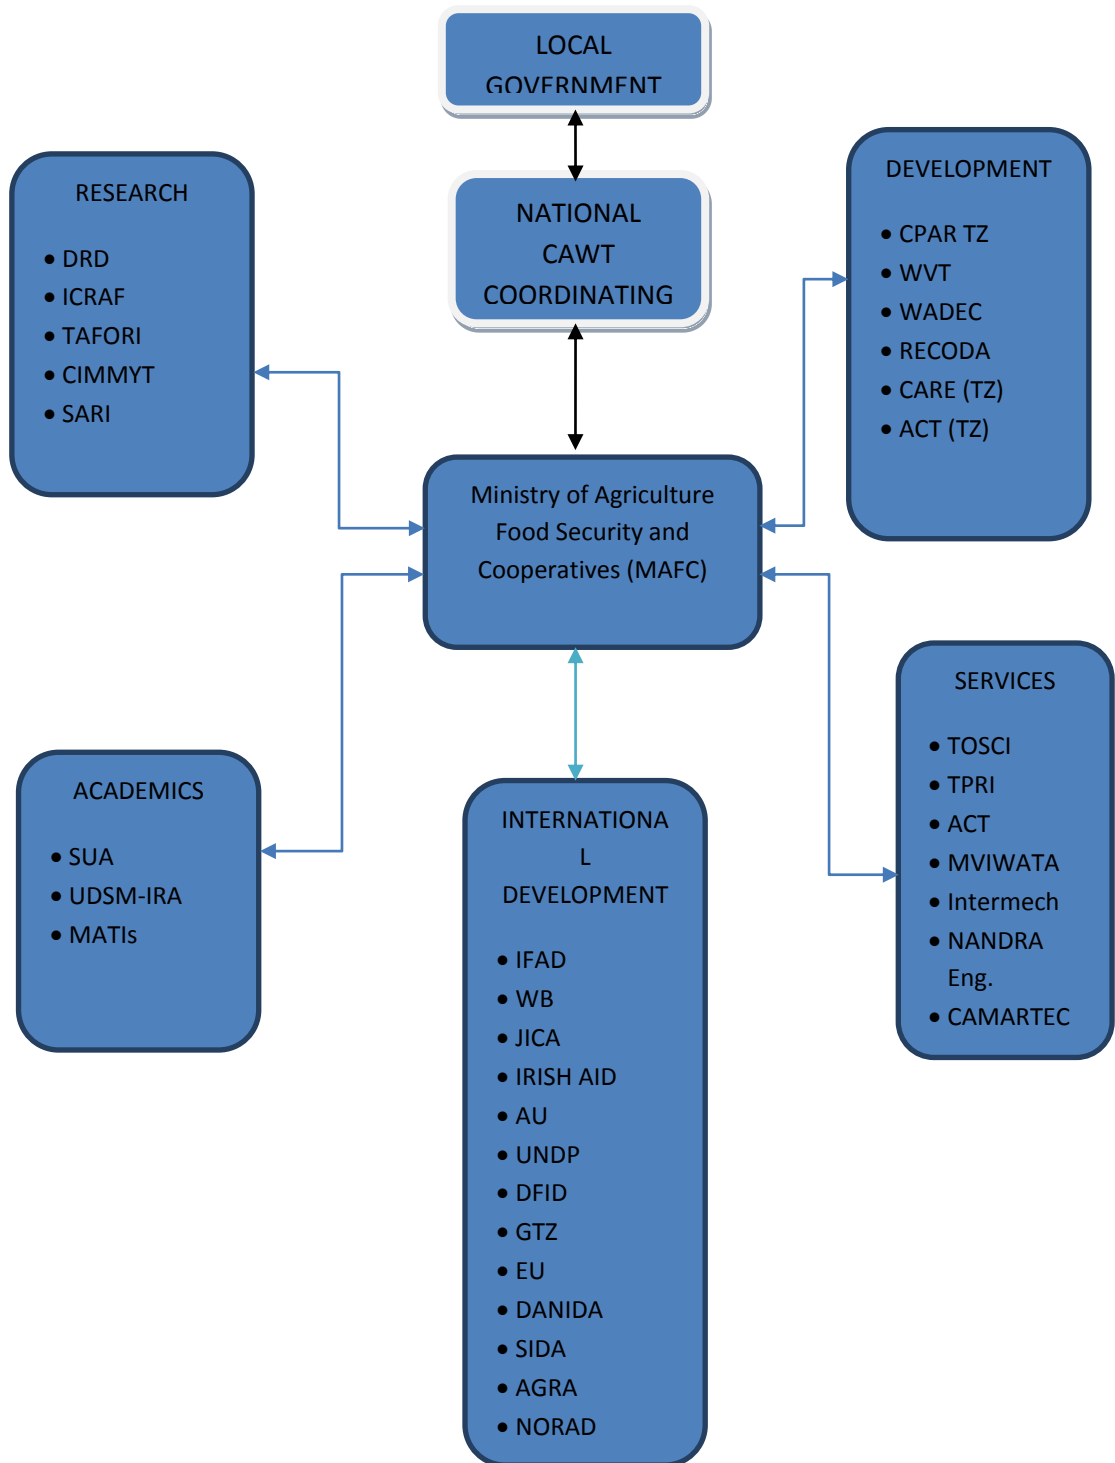 LOCAL
GOVERNMENT
NATIONAL
CAWT
COORDINATING
RESEARCH
• DRD
• ICRAF
• TAFORI
• CIMMYT
• SARI
DEVELOPMENT
• CPAR TZ
• WVT
• WADEC
• RECODA
• CARE (TZ)
• ACT (TZ)
Ministry of Agriculture
Food Security and
Cooperatives (MAFC)
ACADEMICS
• SUA
• UDSM-IRA
• MATIs
INTERNATIONA
L
DEVELOPMENT
• IFAD
• WB
• JICA
• IRISH AID
• AU
• UNDP
• DFID
• GTZ
• EU
• DANIDA
• SIDA
• AGRA
• NORAD
SERVICES
• TOSCI
• TPRI
• ACT
• MVIWATA
• Intermech
• NANDRA
Eng.
• CAMARTEC